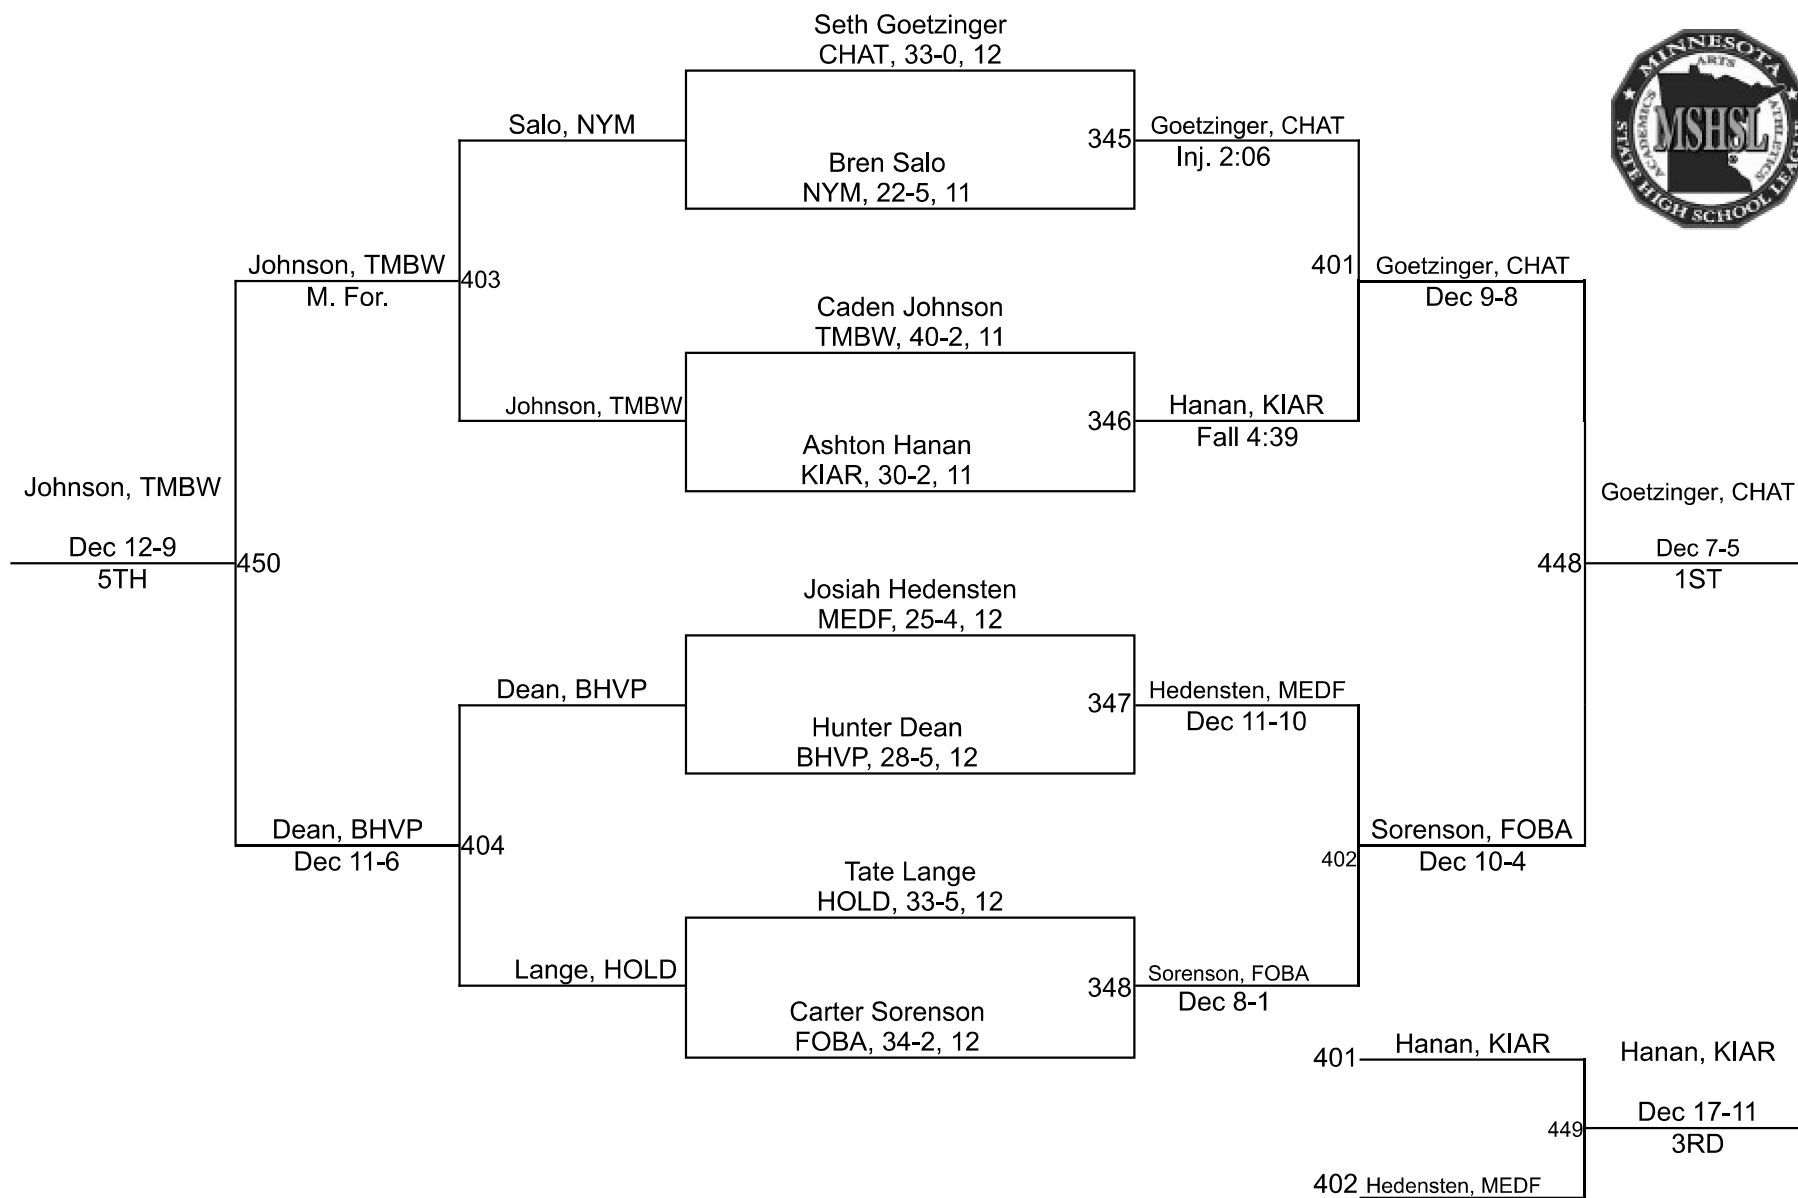 Seth Goetzinger
CHAT, 33-0, 12
MINNESOTA
STATE HIGH SCHOOL LEAGUE
ARTS
ACADEMICS
ATHLETICS
MSHSL
®
Salo, NYM
345
Goetzinger, CHAT
Inj. 2:06
Bren Salo
NYM, 22-5, 11
Johnson, TMBW
M. For.
403
401
Goetzinger, CHAT
Dec 9-8
Caden Johnson
TMBW, 40-2, 11
Johnson, TMBW
346
Hanan, KIAR
Fall 4:39
Ashton Hanan
KIAR, 30-2, 11
Johnson, TMBW
Dec 12-9
5TH
450
Goetzinger, CHAT
448
Dec 7-5
1ST
Josiah Hedensten
MEDF, 25-4, 12
Dean, BHVP
347
Hedensten, MEDF
Dec 11-10
Hunter Dean
BHVP, 28-5, 12
Dean, BHVP
Dec 11-6
404
402
Sorenson, FOBA
Dec 10-4
Tate Lange
HOLD, 33-5, 12
Lange, HOLD
348
Sorenson, FOBA
Dec 8-1
Carter Sorenson
FOBA, 34-2, 12
401
Hanan, KIAR
Hanan, KIAR
449
Dec 17-11
3RD
402
Hedensten, MEDF